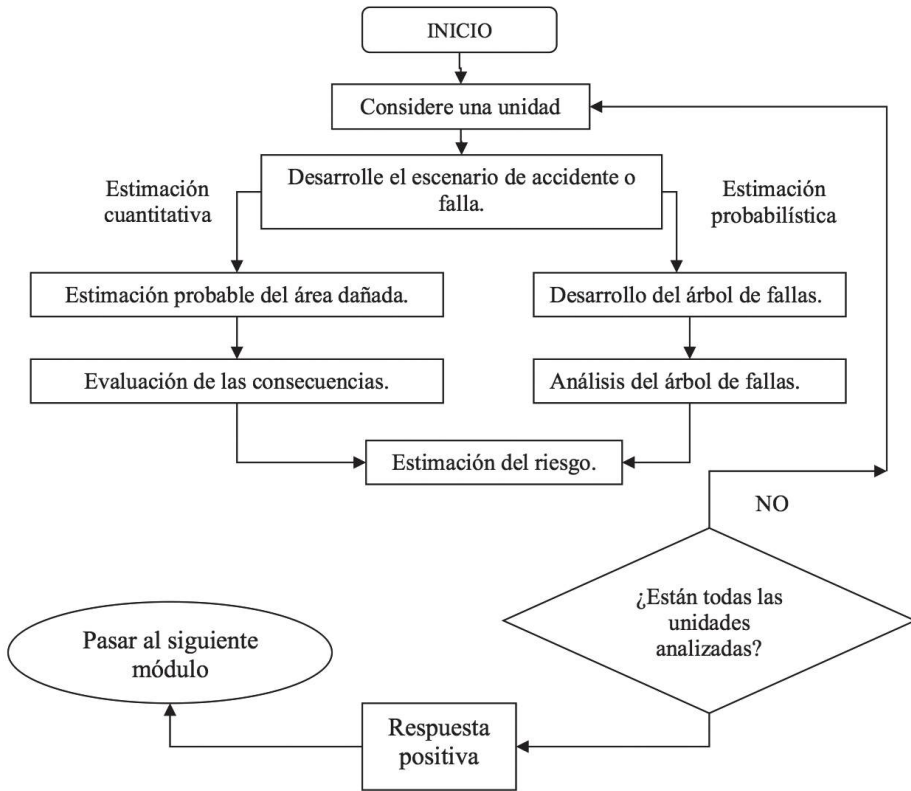 INICIO
Considere una unidad
Desarrolle el escenario de accidente o
falla.
Estimación
cuantitativa
Estimación
probabilística
Estimación probable del área dañada.
Desarrollo del árbol de fallas.
Evaluación de las consecuencias.
Análisis del árbol de fallas.
Estimación del riesgo.
NO
¿Están todas las
unidades
analizadas?
Pasar al siguiente
módulo
Respuesta
positiva